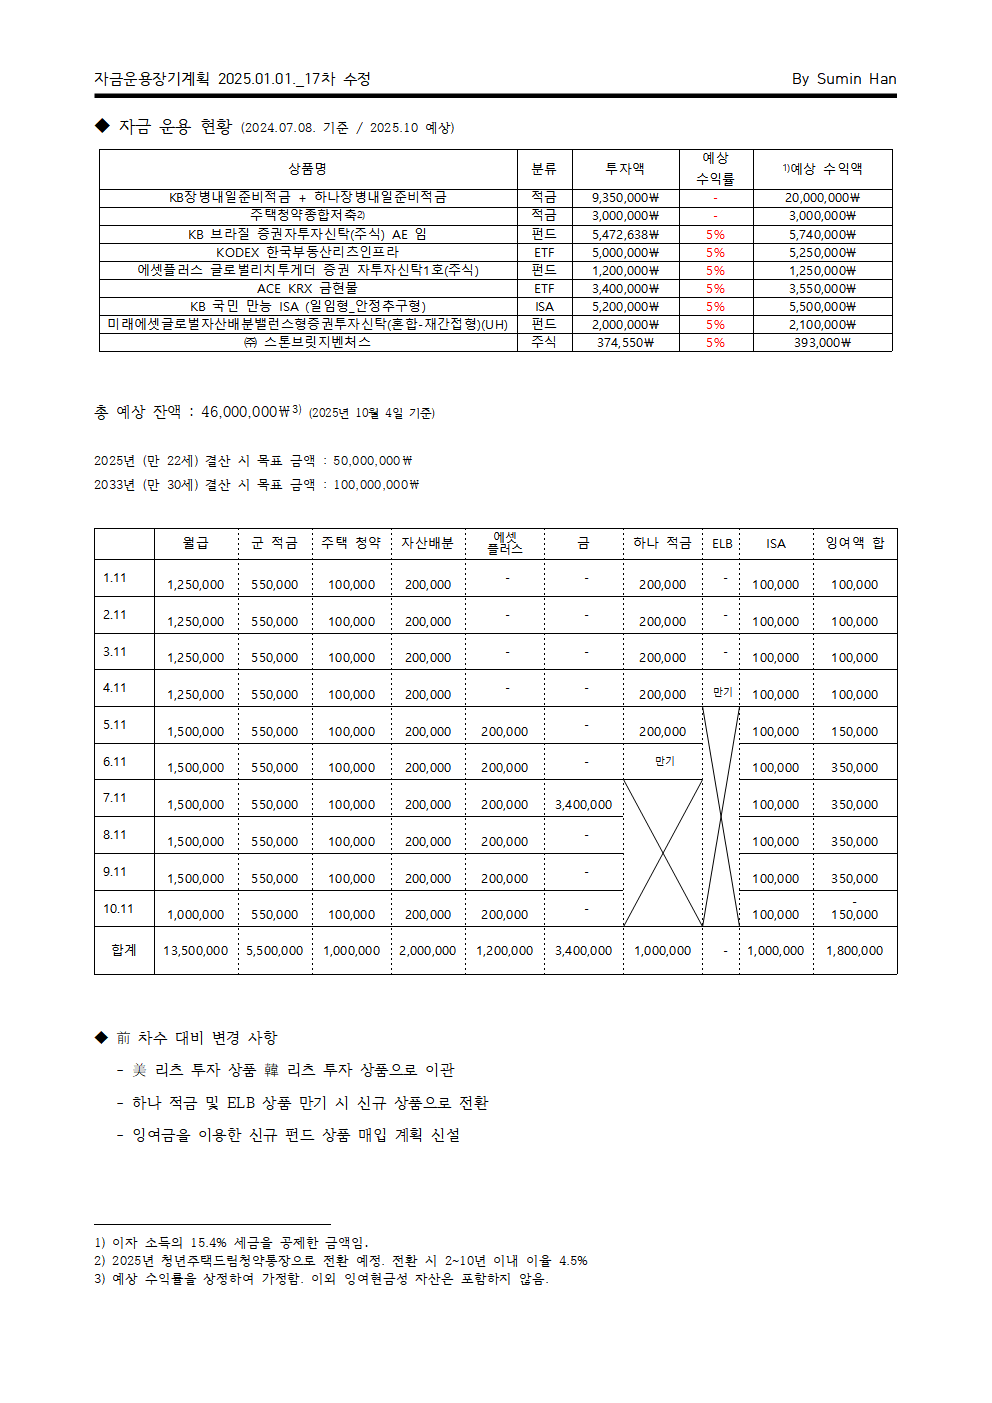 자금운용장기계획 2025.01.01._17차 수정 By Sumin Han
◆ 자금 운용 현황 (2024.07.08. 기준 / 2025.10 예상)
상품명 분류 투자액 예상 수익률 1)예상 수익액
KB장병내일준비적금 + 하나장병내일준비적금 적금 9,350,000₩ - 20,000,000₩
주택청약종합저축2) 적금 3,000,000₩ - 3,000,000₩
KB 브라질 증권자투자신탁(주식) AE 임 펀드 5,472,638₩ 5% 5,740,000₩
KODEX 한국부동산리츠인프라 ETF 5,000,000₩ 5% 5,250,000₩
에셋플러스 글로벌리치투게더 증권 자투자신탁1호(주식) 펀드 1,200,000₩ 5% 1,250,000₩
ACE KRX 금현물 ETF 3,400,000₩ 5% 3,550,000₩
KB 국민 만능 ISA (일임형_안정추구형) ISA 5,200,000₩ 5% 5,500,000₩
미래에셋글로벌자산배분밸런스형증권투자신탁(혼합-재간접형)(UH) 펀드 2,000,000₩ 5% 2,100,000₩
㈜ 스톤브릿지벤처스 주식 374,550₩ 5% 393,000₩
총 예상 잔액 : 46,000,000₩3) (2025년 10월 4일 기준)
2025년 (만 22세) 결산 시 목표 금액 : 50,000,000₩
2033년 (만 30세) 결산 시 목표 금액 : 100,000,000₩
월급 군 적금 주택 청약 자산배분 에셋 플러스 금 하나 적금 ELB ISA 잉여액 합
1.11 1,250,000 550,000 100,000 200,000 - - 200,000 - 100,000 100,000
2.11 1,250,000 550,000 100,000 200,000 - - 200,000 - 100,000 100,000
3.11 1,250,000 550,000 100,000 200,000 - - 200,000 - 100,000 100,000
4.11 1,250,000 550,000 100,000 200,000 - - 200,000 만기 100,000 100,000
5.11 1,500,000 550,000 100,000 200,000 200,000 - 200,000 100,000 150,000
6.11 1,500,000 550,000 100,000 200,000 200,000 - 만기 100,000 350,000
7.11 1,500,000 550,000 100,000 200,000 200,000 3,400,000 100,000 350,000
8.11 1,500,000 550,000 100,000 200,000 200,000 - 100,000 350,000
9.11 1,500,000 550,000 100,000 200,000 200,000 - 100,000 350,000
10.11 1,000,000 550,000 100,000 200,000 200,000 - 100,000 -150,000
합계 13,500,000 5,500,000 1,000,000 2,000,000 1,200,000 3,400,000 1,000,000 - 1,000,000 1,800,000
◆ 前 차수 대비 변경 사항
- 美 리츠 투자 상품 韓 리츠 투자 상품으로 이관
- 하나 적금 및 ELB 상품 만기 시 신규 상품으로 전환
- 잉여금을 이용한 신규 펀드 상품 매입 계획 신설
1) 이자 소득의 15.4% 세금을 공제한 금액임.
2) 2025년 청년주택드림청약통장으로 전환 예정. 전환 시 2~10년 이내 이율 4.5%
3) 예상 수익률을 상정하여 가정함. 이외 잉여현금성 자산은 포함하지 않음.